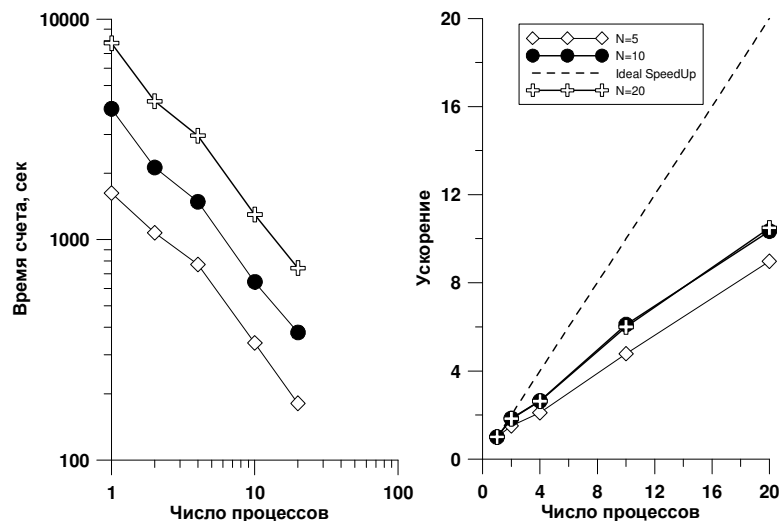 10000
1000
100
1
10
100
Время счета, сек
Число процессов
20
16
12
8
4
0
0
4
8
12
16
20
Ускорение
Число процессов
N=5
N=10
Ideal SpeedUp
N=20